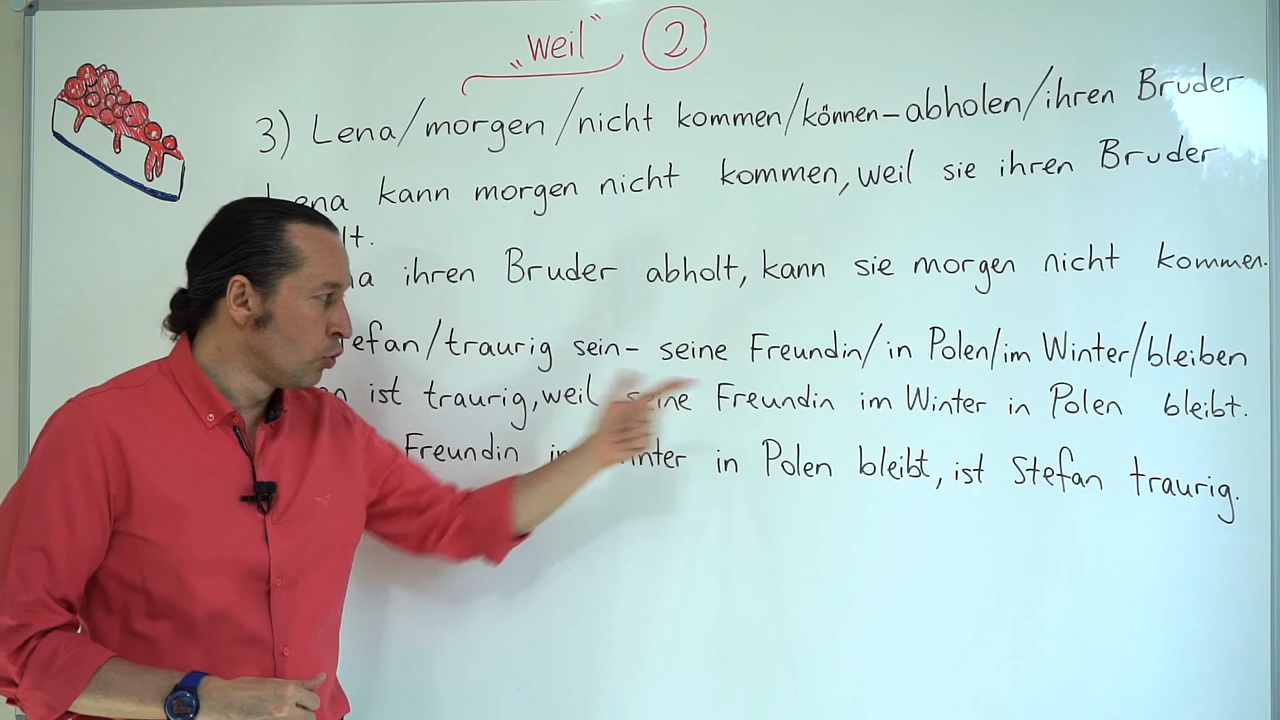 „weil“ 2
3) Lena/morgen/nicht kommen/können-abholen/ihren Bruder
Lena kann morgen nicht kommen, weil sie ihren Bruder
lt.
a ihren Bruder abholt, kann sie morgen nicht kommen.
efan/traurig sein- seine Freundin/in Polen/im Winter/bleiben
n ist traurig, weil seine Freundin im Winter in Polen bleibt.
Freundin in Polen bleibt, ist Stefan traurig.